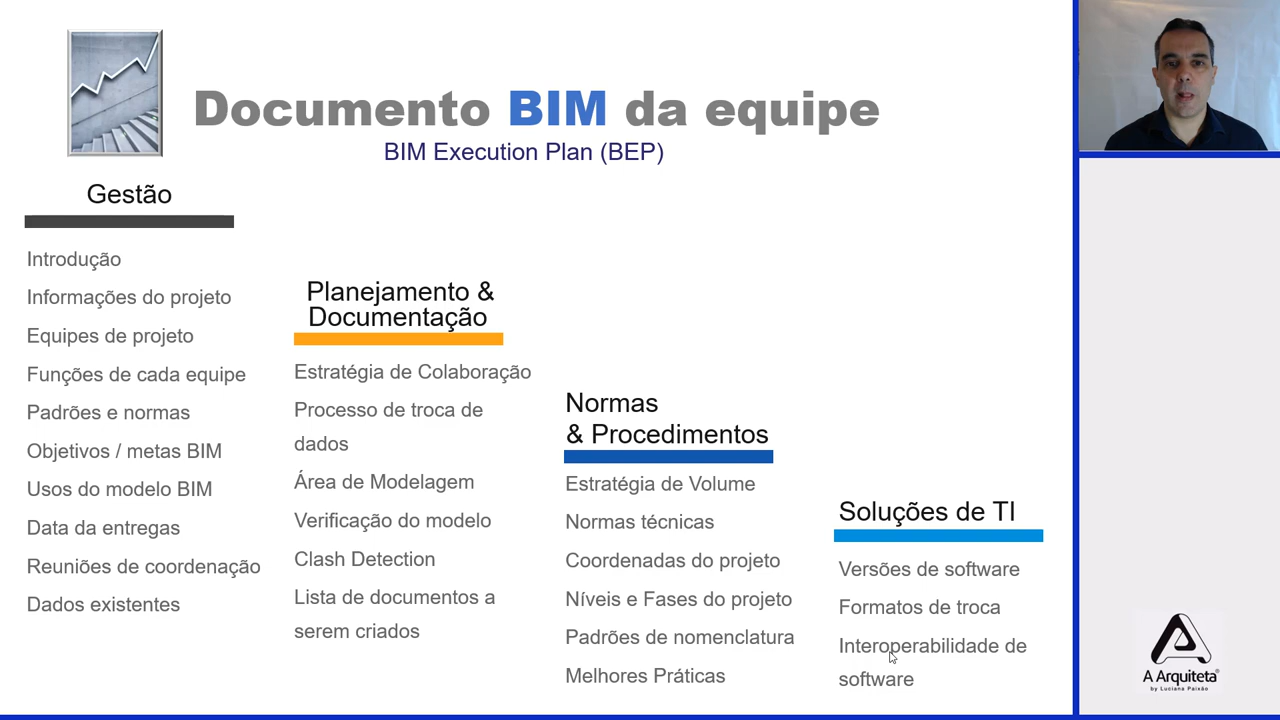 Documento BIM da equipe
BIM Execution Plan (BEP)
Gestão
Introdução
Informações do projeto
Equipes de projeto
Funções de cada equipe
Padrões e normas
Objetivos / metas BIM
Usos do modelo BIM
Data da entregas
Reuniões de coordenação
Dados existentes
Planejamento &
Documentação
Estratégia de Colaboração
Processo de troca de
dados
Área de Modelagem
Verificação do modelo
Clash Detection
Lista de documentos a
serem criados
Normas
& Procedimentos
Estratégia de Volume
Normas técnicas
Coordenadas do projeto
Níveis e Fases do projeto
Padrões de nomenclatura
Melhores Práticas
Soluções de TI
Versões de software
Formatos de troca
Interoperabilidade de
software
A Arquiteta®
by Luciana Paixão